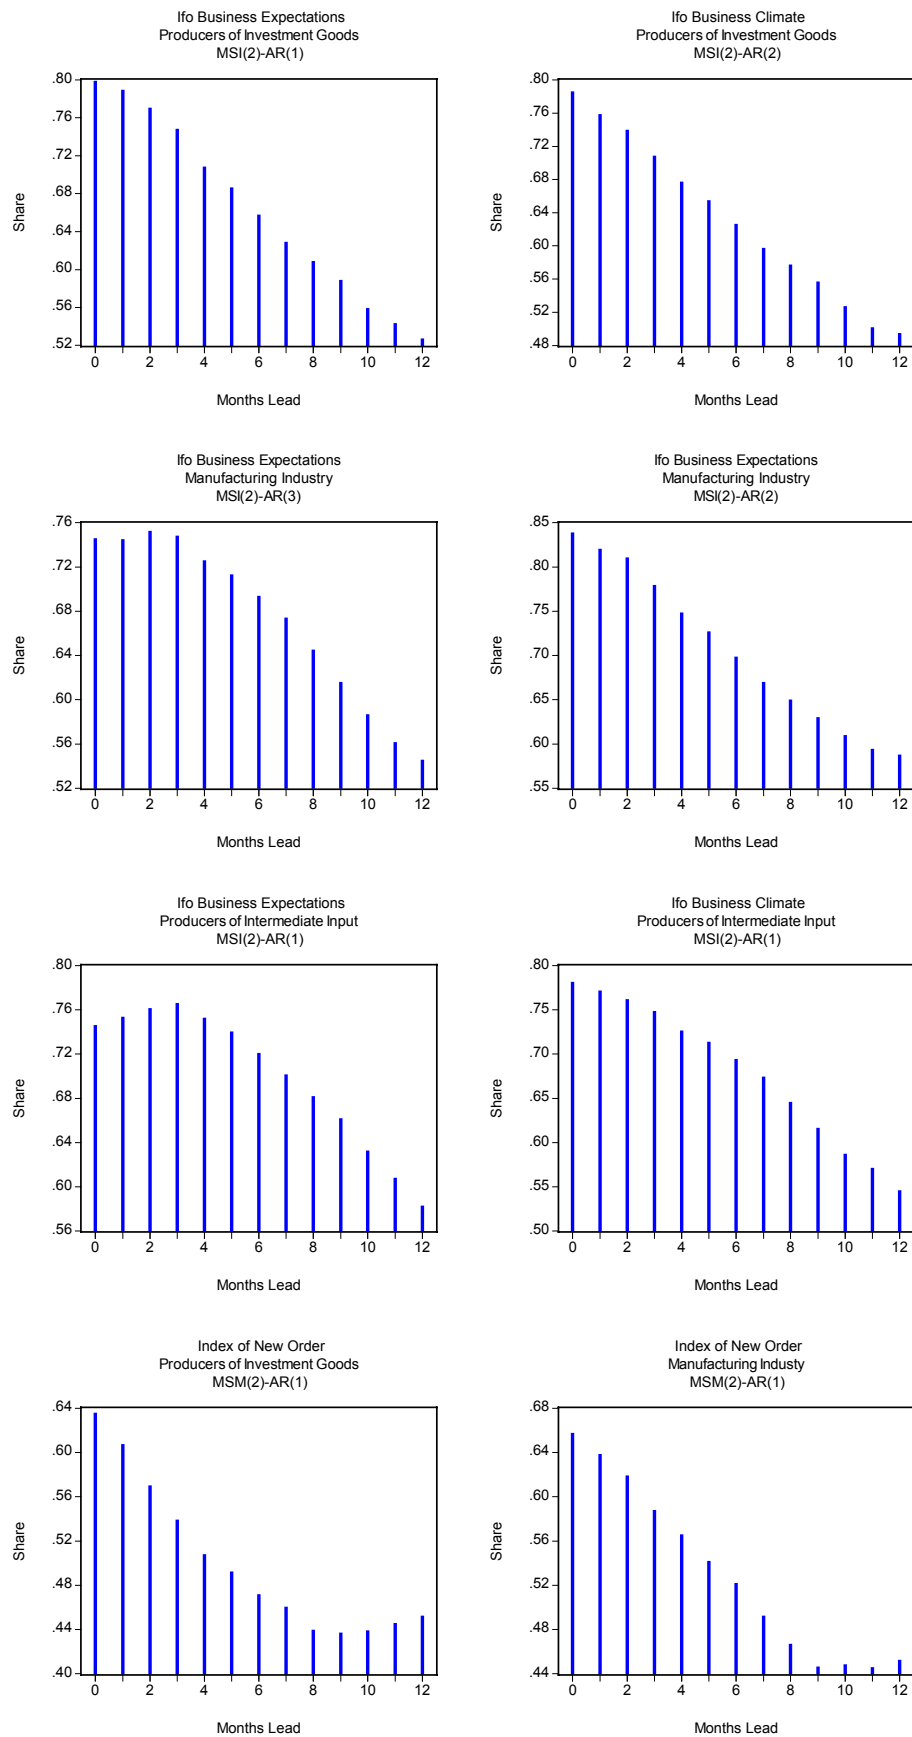 Ifo Business Expectations
Producers of Investment Goods
MSI(2)-AR(1)
.80
.76
.72
.68
.64
.60
.56
.52
Share
0 2 4 6 8 10 12
Months Lead
Ifo Business Climate
Producers of Investment Goods
MSI(2)-AR(2)
.80
.76
.72
.68
.64
.60
.56
.52
.48
Share
0 2 4 6 8 10 12
Months Lead
Ifo Business Expectations
Manufacturing Industry
MSI(2)-AR(3)
.76
.72
.68
.64
.60
.56
.52
Share
0 2 4 6 8 10 12
Months Lead
Ifo Business Expectations
Manufacturing Industry
MSI(2)-AR(2)
.85
.80
.75
.70
.65
.60
.55
Share
0 2 4 6 8 10 12
Months Lead
Ifo Business Expectations
Producers of Intermediate Input
MSI(2)-AR(1)
.80
.76
.72
.68
.64
.60
.56
Share
0 2 4 6 8 10 12
Months Lead
Ifo Business Climate
Producers of Intermediate Input
MSI(2)-AR(1)
.80
.75
.70
.65
.60
.55
.50
Share
0 2 4 6 8 10 12
Months Lead
Index of New Order
Producers of Investment Goods
MSM(2)-AR(1)
.64
.60
.56
.52
.48
.44
.40
Share
0 2 4 6 8 10 12
Months Lead
Index of New Order
Manufacturing Industy
MSM(2)-AR(1)
.68
.64
.60
.56
.52
.48
.44
Share
0 2 4 6 8 10 12
Months Lead